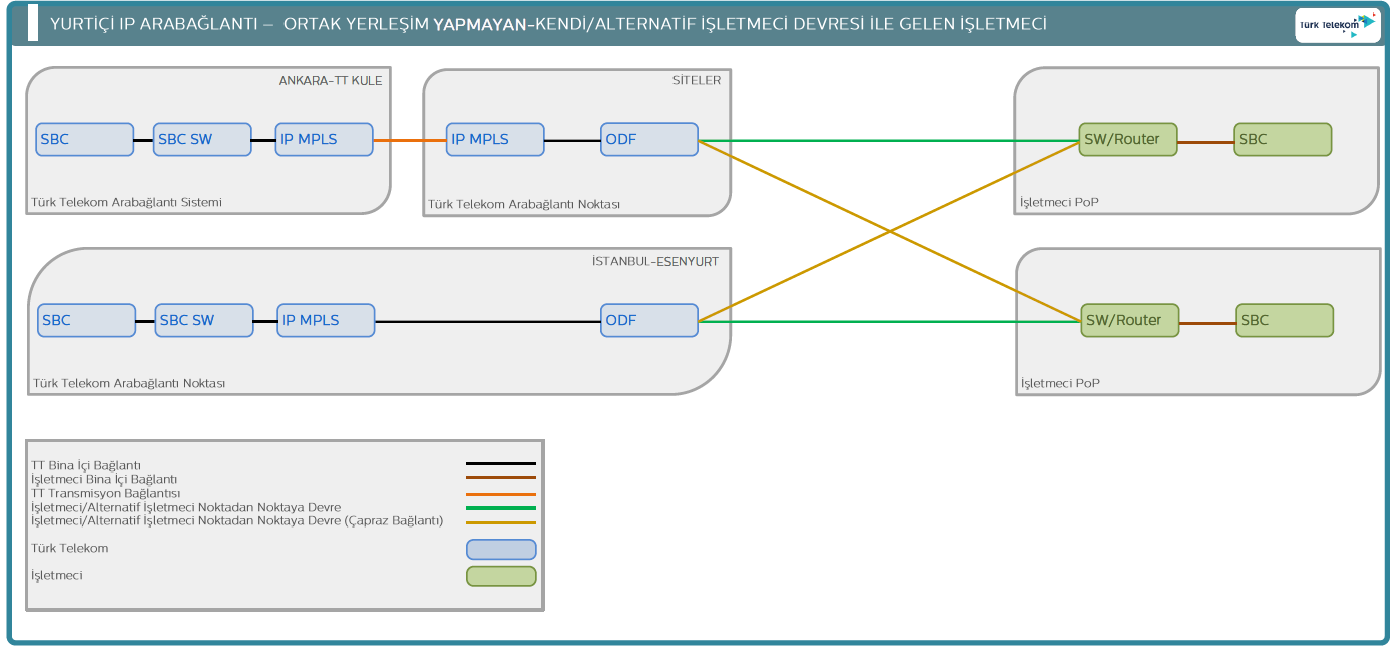 YURTİÇİ IP ARABAĞLANTI – ORTAK YERLEŞİM YAPMAYAN-KENDİ/ALTERNATİF İŞLETMECİ DEVRESİ İLE GELEN İŞLETMECİ
Türk Telekom
ANKARA-TT KULE
SBC
SBC SW
IP MPLS
Türk Telekom Arabağlantı Sistemi
SİTELER
IP MPLS
ODF
Türk Telekom Arabağlantı Noktası
SW/Router
SBC
İşletmeci PoP
İSTANBUL-ESENYURT
SBC
SBC SW
IP MPLS
ODF
Türk Telekom Arabağlantı Noktası
SW/Router
SBC
İşletmeci PoP
TT Bina İçi Bağlantı
İşletmeci Bina İçi Bağlantı
TT Transmisyon Bağlantısı
İşletmeci/Alternatif İşletmeci Noktadan Noktaya Devre
İşletmeci/Alternatif İşletmeci Noktadan Noktaya Devre (Çapraz Bağlantı)
Türk Telekom
İşletmeci